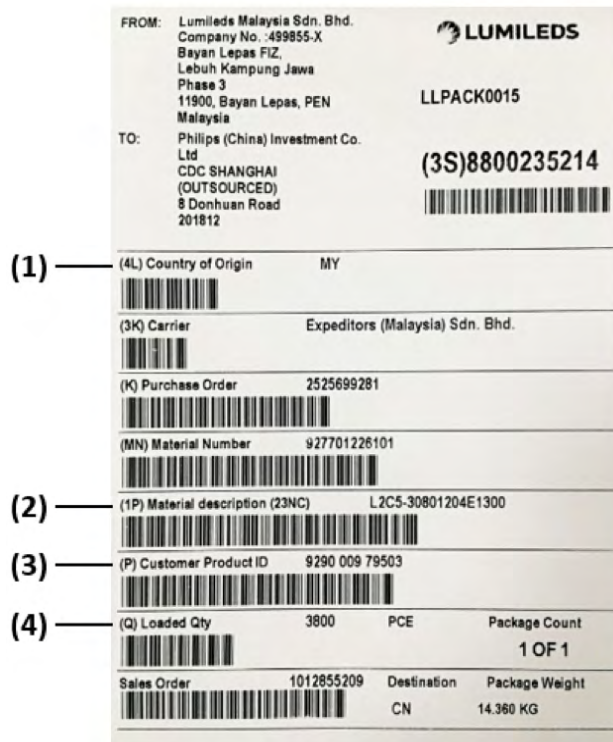 FROM: Lumileds Malaysia Sdn. Bhd.
Company No. :499855-X
Bayan Lepas FIZ,
Lebuh Kampung Jawa
Phase 3
11900, Bayan Lepas, PEN
Malaysia
LUMILEDS
LLPACK0015
TO: Philips (China) Investment Co.
Ltd
CDC SHANGHAI
(OUTSOURCED)
8 Donhuan Road
201812
(3S)8800235214
(1) (4L) Country of Origin MY
(3K) Carrier Expeditors (Malaysia) Sdn. Bhd.
(K) Purchase Order 2525699281
(MN) Material Number 927701226101
(2) (1P) Material description (23NC) L2C5-30801204E1300
(3) (P) Customer Product ID 9290 009 79503
(4) (Q) Loaded Qty 3800 PCE Package Count
1 OF 1
Sales Order 1012855209 Destination Package Weight
CN 14.360 KG